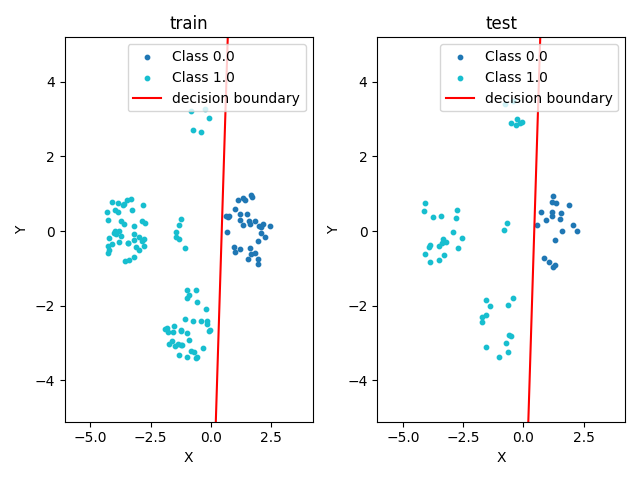 train
Class 0.0
Class 1.0
decision boundary
4
2
0
−2
−4
Y
−5.0
−2.5
0.0
2.5
X
test
Class 0.0
Class 1.0
decision boundary
4
2
0
−2
−4
Y
−5.0
−2.5
0.0
2.5
X